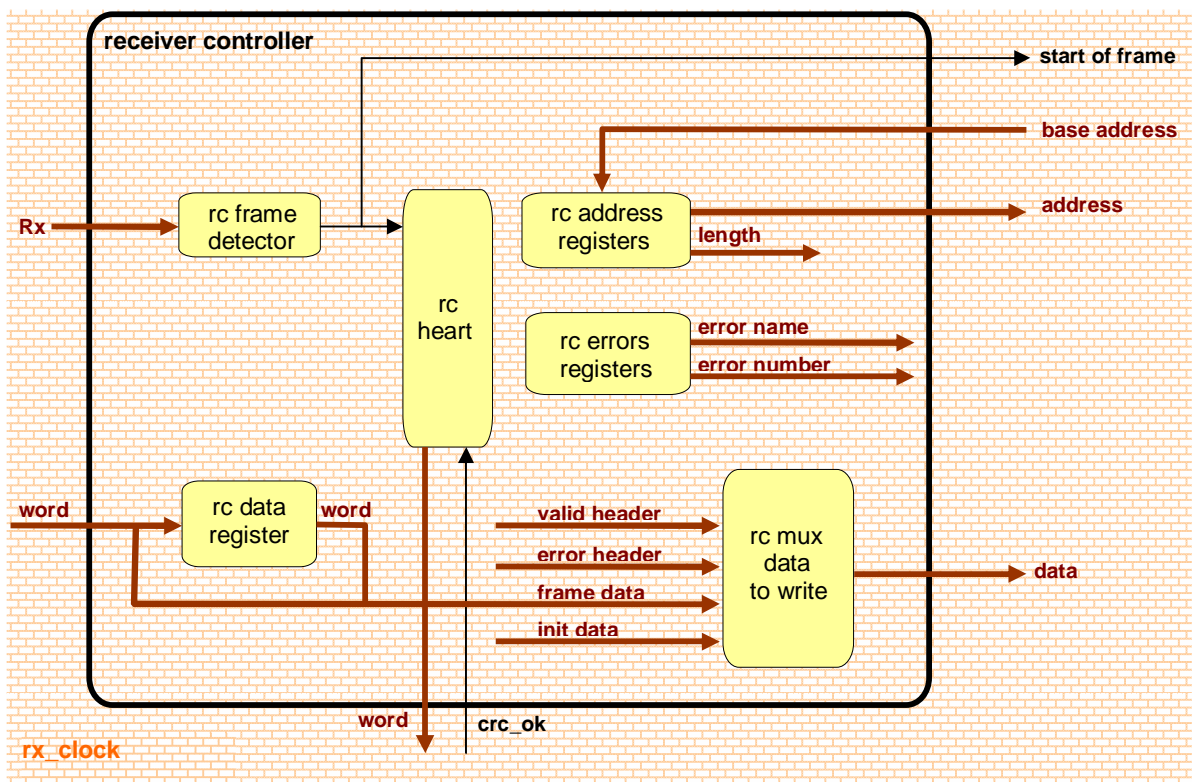 receiver controller
start of frame
base address
Rx
rc frame
detector
rc address
registers
address
length
rc
heart
rc errors
registers
error name
error number
word
rc data
register
word
valid header
error header
frame data
init data
rc mux
data
to write
data
word
crc_ok
rx_clock